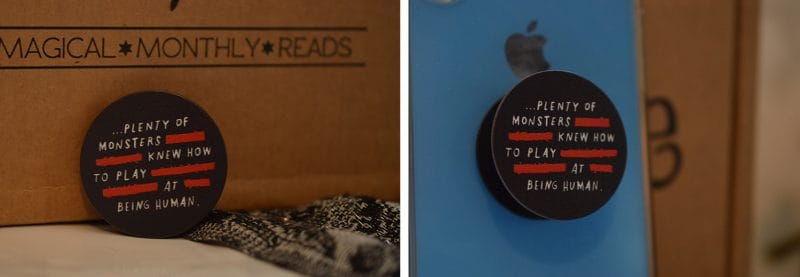 MAGICAL★MONTHLY★READS
...PLENTY OF
MONSTERS
KNEW HOW
TO PLAY
AT
BEING HUMAN.
...PLENTY OF
MONSTERS
KNEW HOW
TO PLAY
AT
BEING HUMAN.